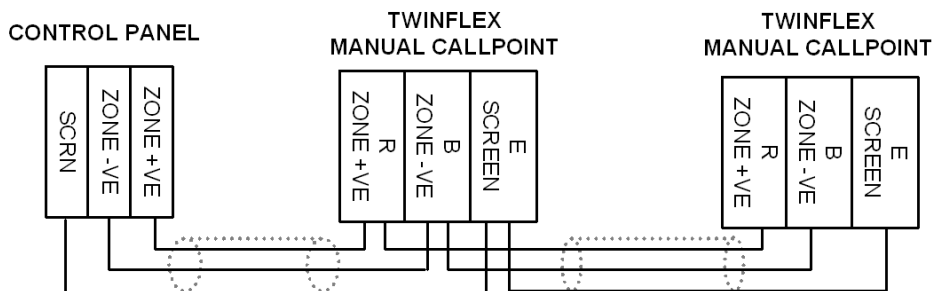 CONTROL PANEL
TWINFLEX
MANUAL CALLPOINT
TWINFLEX
MANUAL CALLPOINT
SCRN
ZONE -VE
ZONE +VE
R
ZONE +VE
B
ZONE -VE
E
SCREEN
R
ZONE +VE
B
ZONE -VE
E
SCREEN